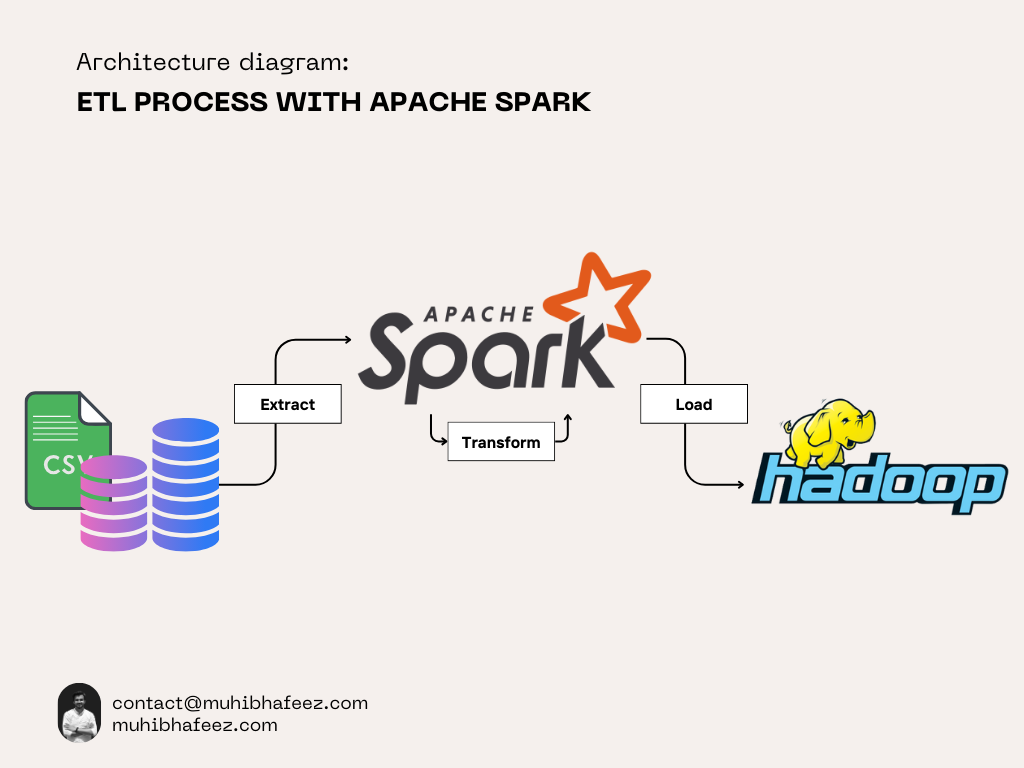 Architecture diagram:
ETL PROCESS WITH APACHE SPARK
APACHE
Spark
Extract
Transform
Load
CSV
hadoop
contact@muhibhafeez.com
muhibhafeez.com